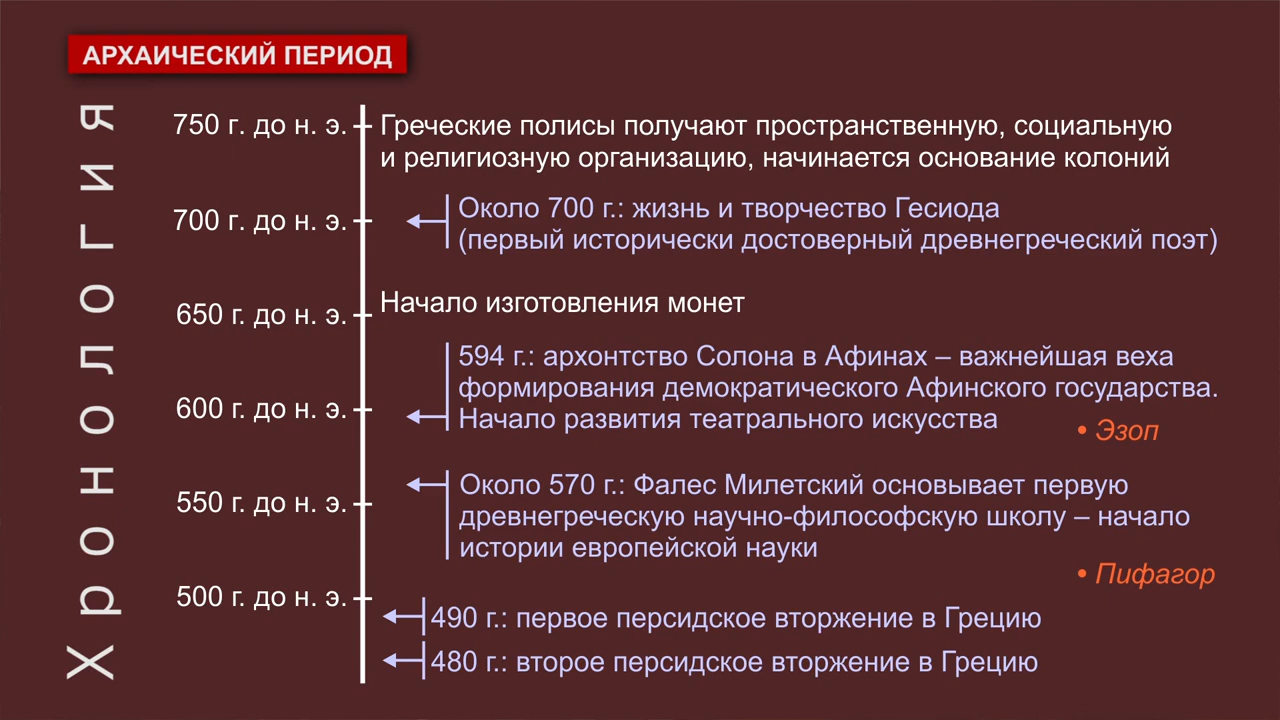 АРХАИЧЕСКИЙ ПЕРИОД
Хронология
750 г. до н. э.
Греческие полисы получают пространственную, социальную
и религиозную организацию, начинается основание колоний
700 г. до н. э.
Около 700 г.: жизнь и творчество Гесиода
(первый исторически достоверный древнегреческий поэт)
650 г. до н. э.
Начало изготовления монет
594 г.: архонтство Солона в Афинах – важнейшая веха
формирования демократического Афинского государства.
600 г. до н. э.
Начало развития театрального искусства
• Эзоп
Около 570 г.: Фалес Милетский основывает первую
550 г. до н. э.
древнегреческую научно-философскую школу – начало
истории европейской науки
• Пифагор
500 г. до н. э.
490 г.: первое персидское вторжение в Грецию
480 г.: второе персидское вторжение в Грецию